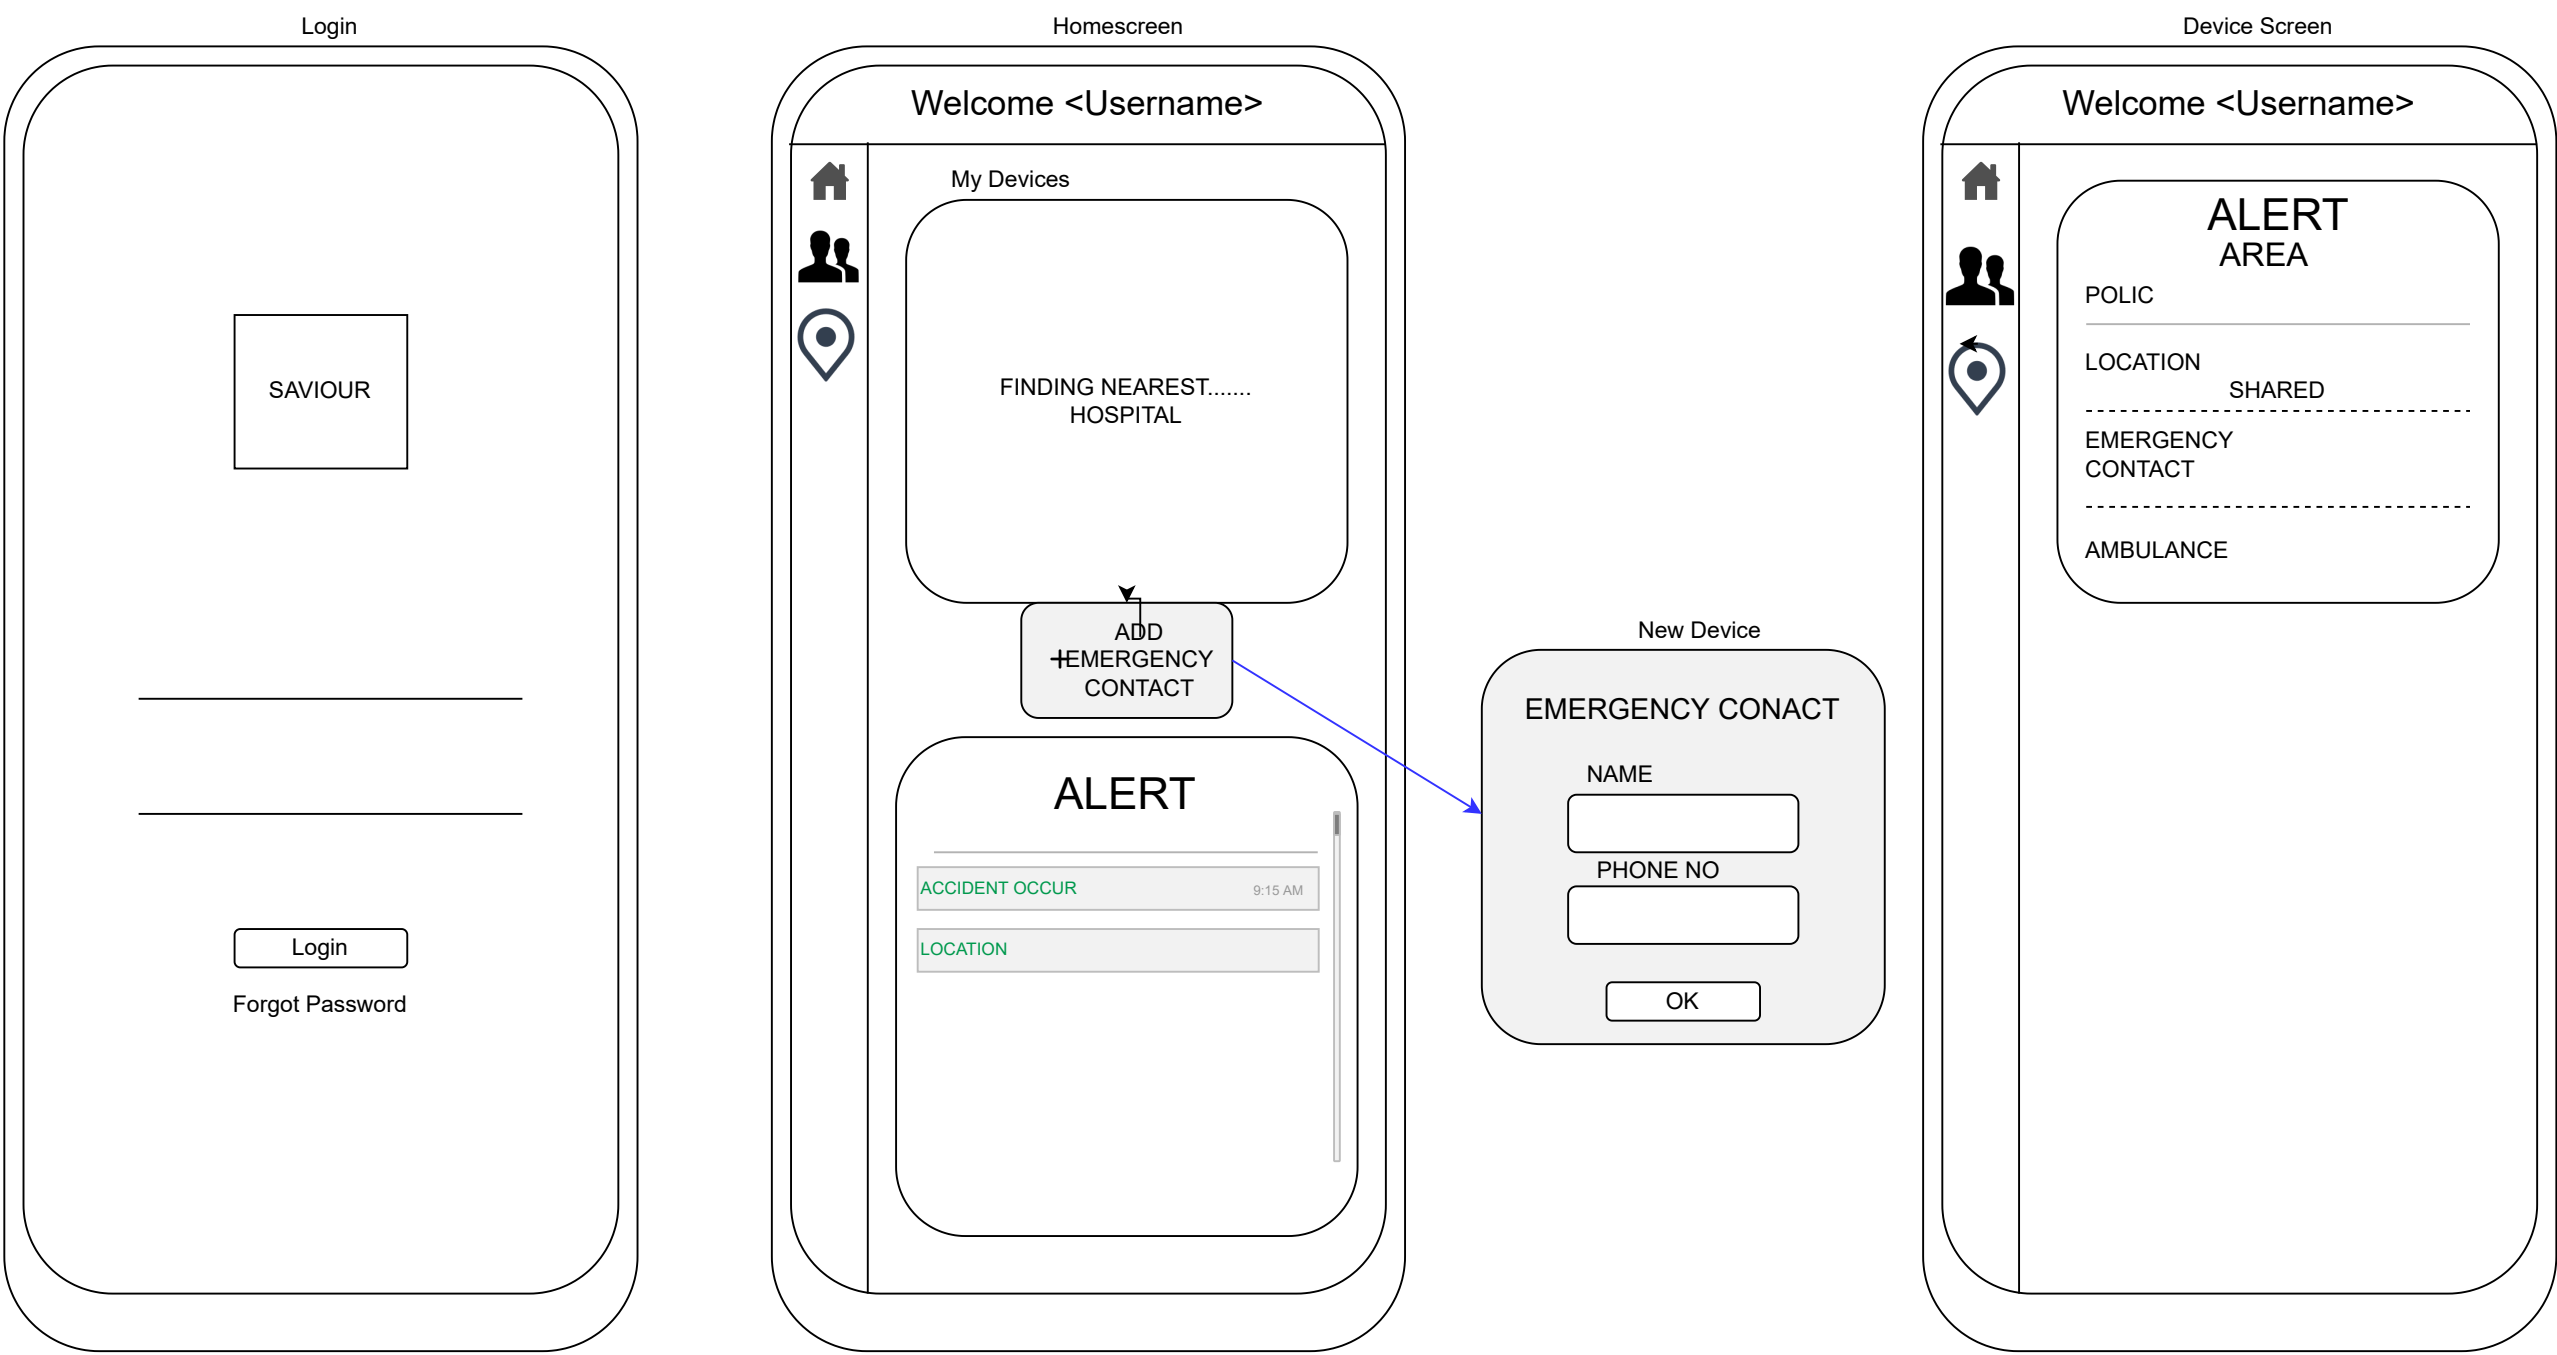 Login
SAVIOUR
Login
Forgot Password
Homescreen
Welcome <Username>
My Devices
FINDING NEAREST.......
HOSPITAL
ADD
+EMERGENCY
CONTACT
ALERT
ACCIDENT OCCUR 9:15 AM
LOCATION
New Device
EMERGENCY CONACT
NAME
PHONE NO
OK
Device Screen
Welcome <Username>
ALERT
AREA
POLIC
LOCATION
SHARED
EMERGENCY
CONTACT
AMBULANCE